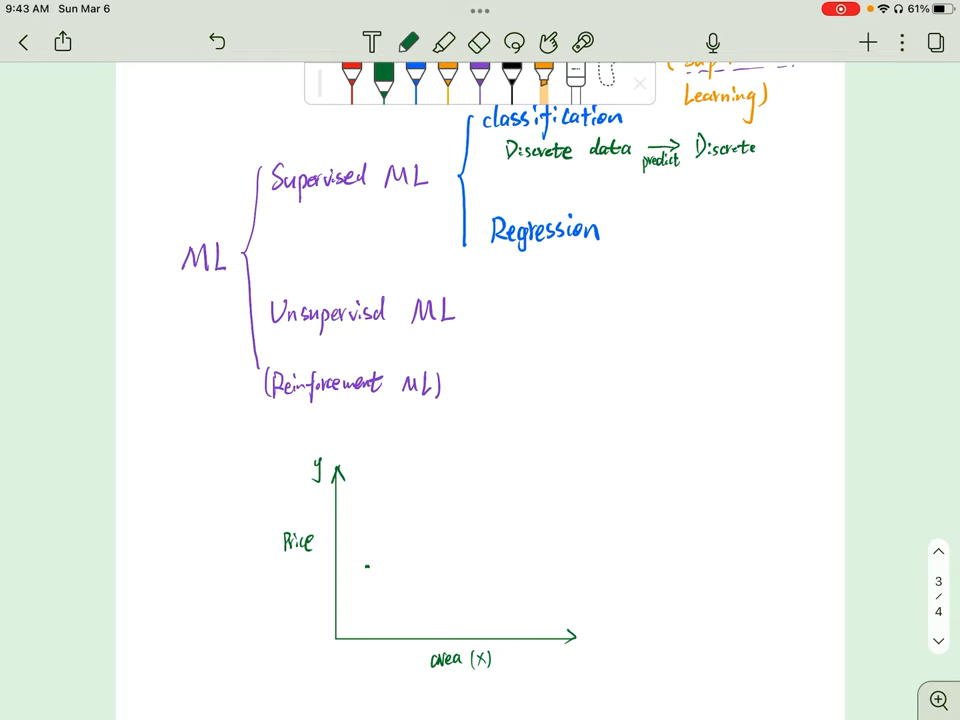 9:43 AM Sun Mar 6
61%
T
Learning)
classification
Discrete data predict Discrete
Supervised ML
Regression
ML
Unsupervisd ML
(Reinforcement ML)
y
Price
area (x)
3
/
4